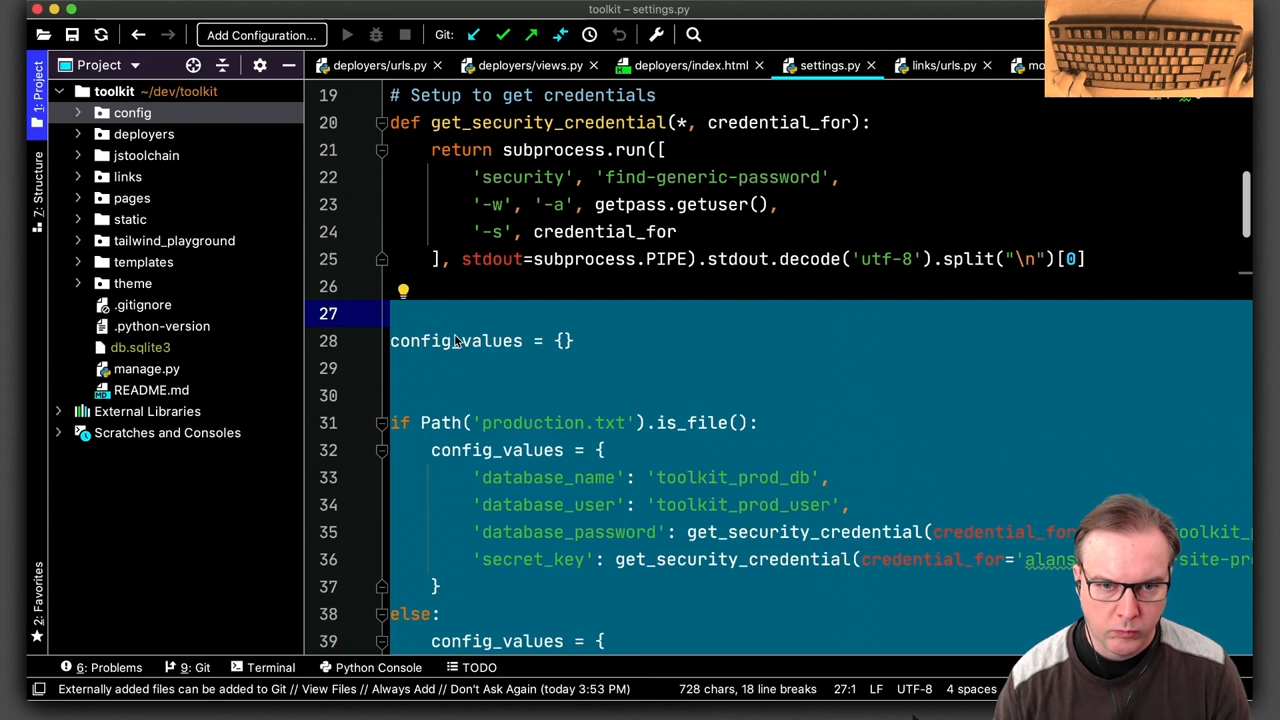 toolkit – settings.py
Add Configuration...
Git:
1: Project
7: Structure
2: Favorites
Project
deployers/urls.py
deployers/views.py
deployers/index.html
settings.py
links/urls.py
toolkit ~/dev/toolkit
config
deployers
jstoolchain
links
pages
static
tailwind_playground
templates
theme
.gitignore
.python-version
db.sqlite3
manage.py
README.md
External Libraries
Scratches and Consoles
19 # Setup to get credentials
20 def get_security_credential(*, credential_for):
21 return subprocess.run([
22 'security', 'find-generic-password',
23 '-w', '-a', getpass.getuser(),
24 '-s', credential_for
25 ], stdout=subprocess.PIPE).stdout.decode('utf-8').split("\n")[0]
26
27
28 config_values = {}
29
30
31 if Path('production.txt').is_file():
32 config_values = {
33 'database_name': 'toolkit_prod_db',
34 'database_user': 'toolkit_prod_user',
35 'database_password': get_security_credential(credential_for toolkit_
36 'secret_key': get_security_credential(credential_for='alans -site-pr
37 }
38 else:
39 config_values = {
6: Problems
9: Git
Terminal
Python Console
TODO
Externally added files can be added to Git // View Files // Always Add // Don't Ask Again (today 3:53 PM)
728 chars, 18 line breaks
27:1
LF
UTF-8
4 spaces